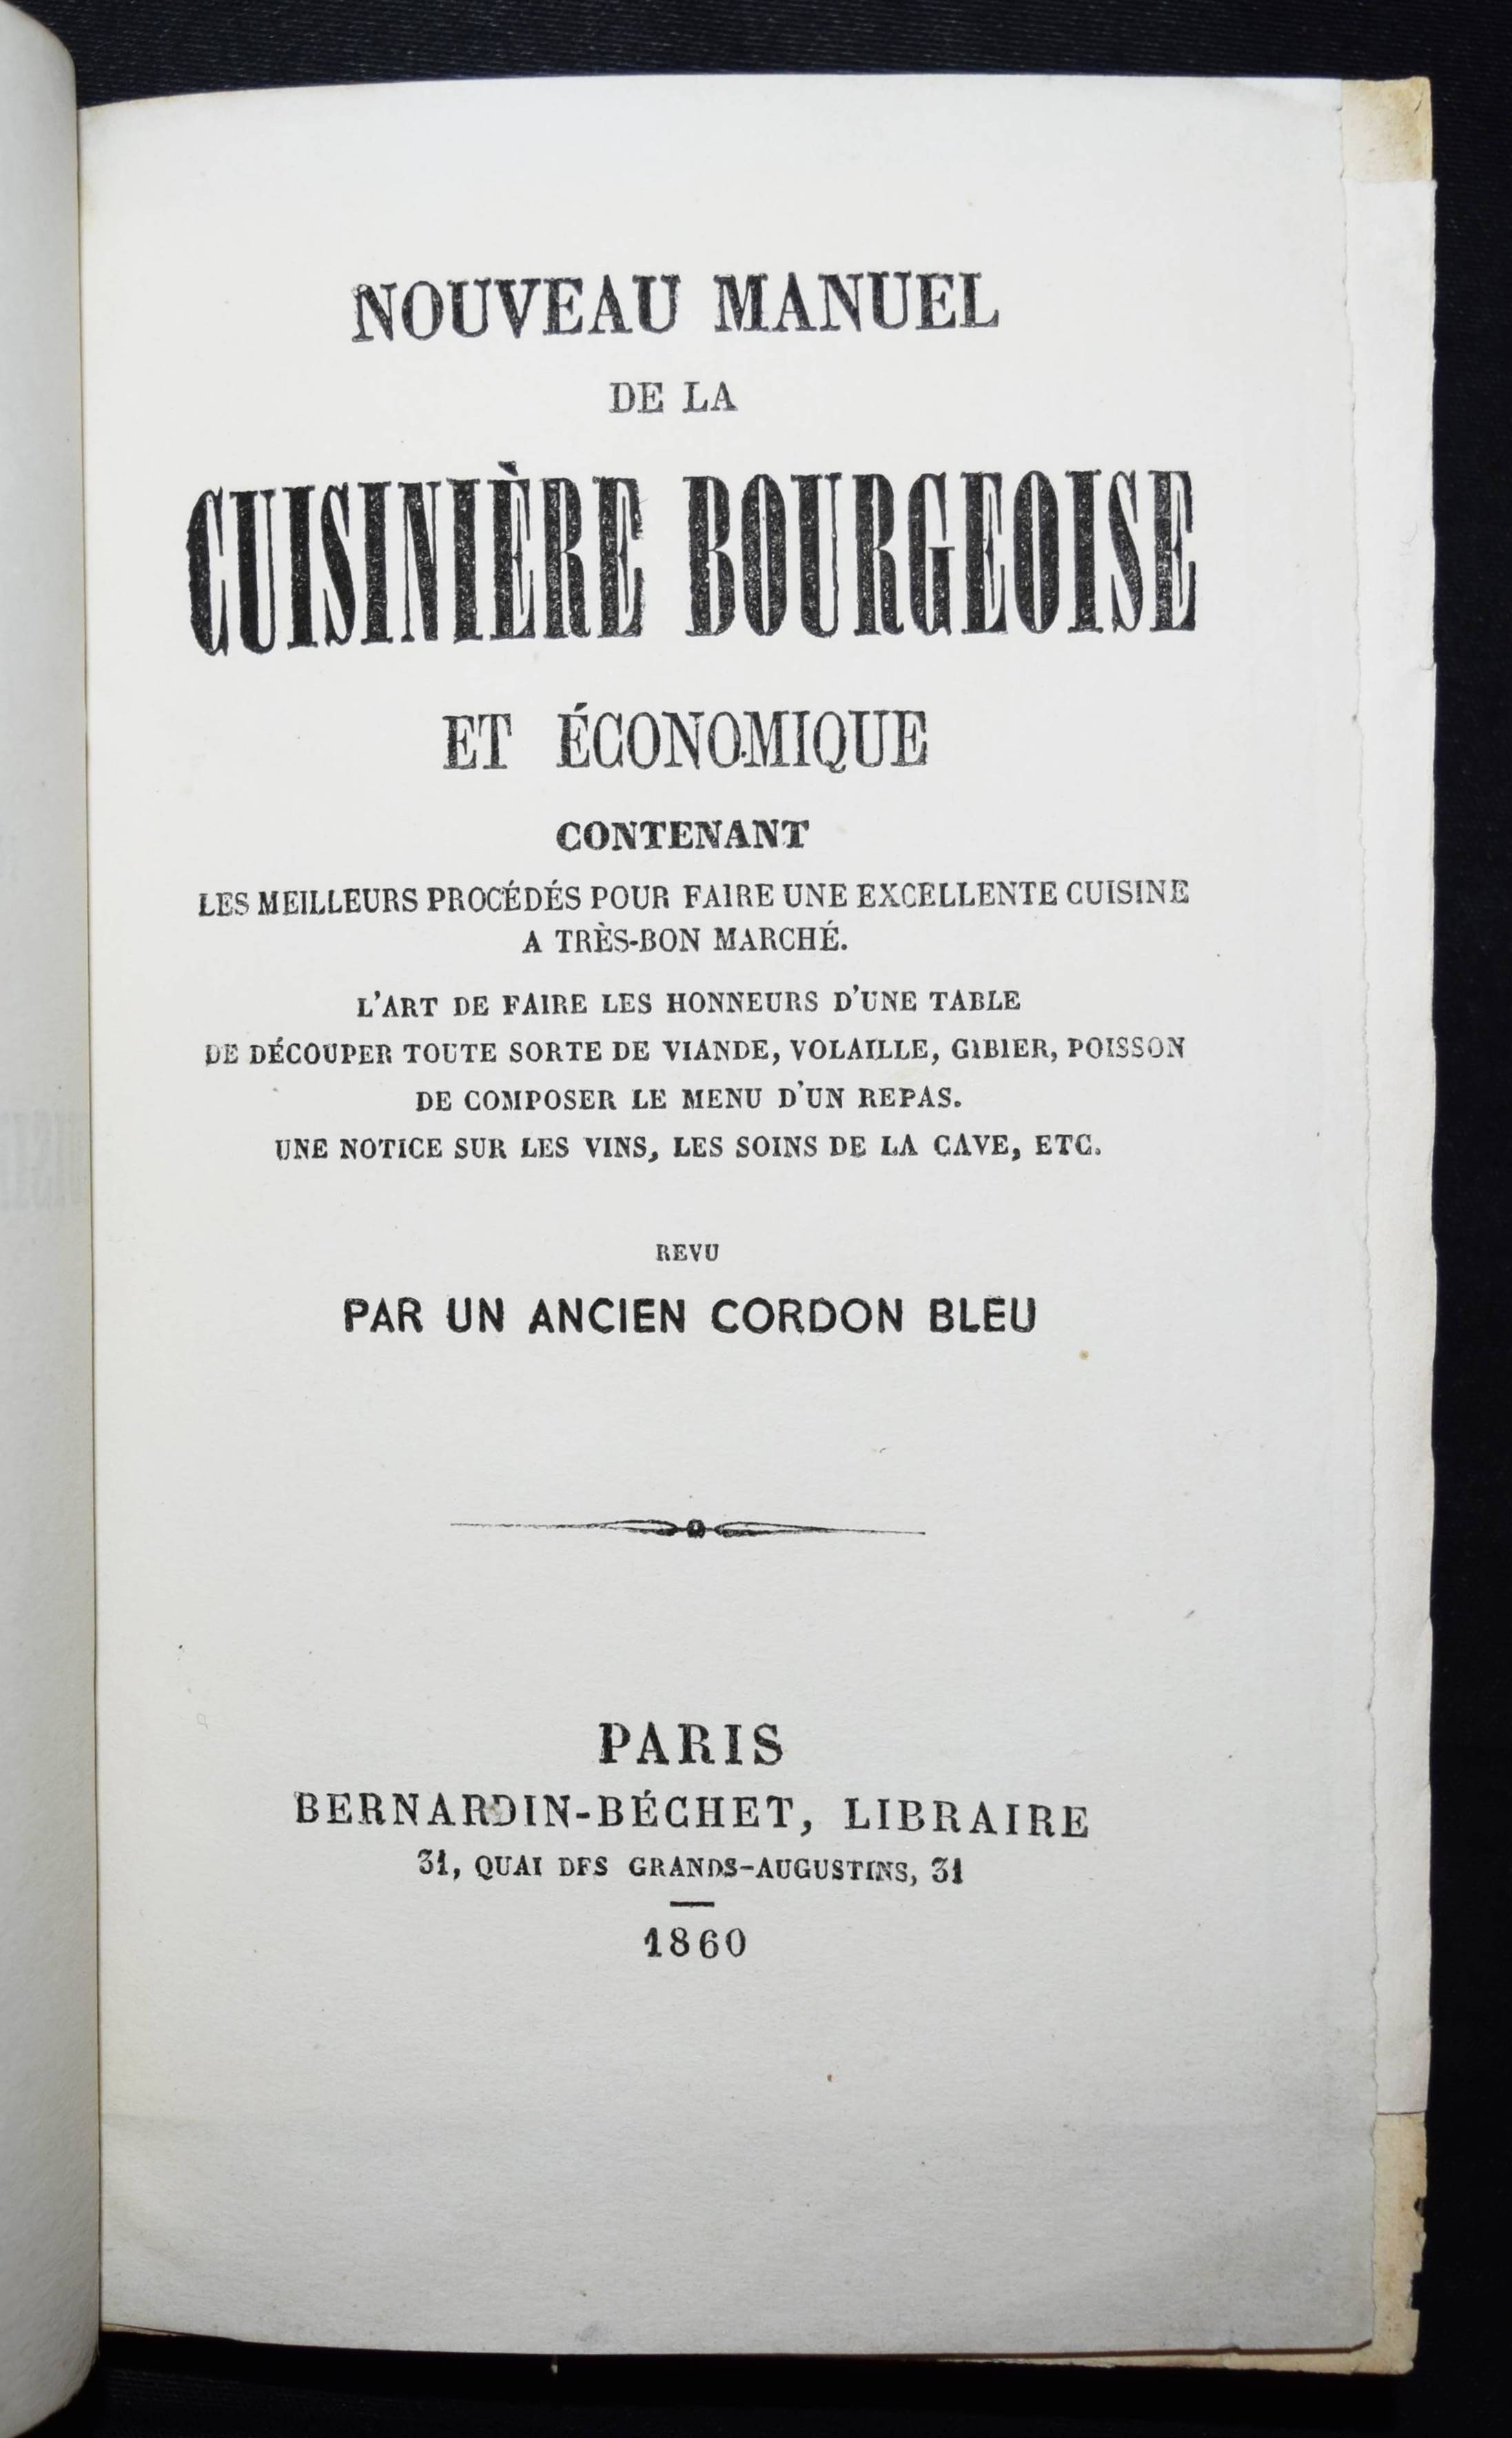 NOUVEAU MANUEL
DE LA
CUISINIÈRE BOURGEOISE
ET ÉCONOMIQUE
CONTENANT
LES MEILLEURS PROCÉDÉS POUR FAIRE UNE EXCELLENTE CUISINE
A TRÈS-BON MARCHÉ.
L'ART DE FAIRE LES HONNEURS D'UNE TABLE
DE DÉCOUPER TOUTE SORTE DE VIANDE, VOLAILLE, GIBIER, POISSON
DE COMPOSER LE MENU D'UN REPAS.
UNE NOTICE SUR LES VINS, LES SOINS DE LA CAVE, ETC.
REVU
PAR UN ANCIEN CORDON BLEU
PARIS
BERNARDIN-BÉCHET, LIBRAIRE
31, QUAI DES GRANDS-AUGUSTINS, 31
1860